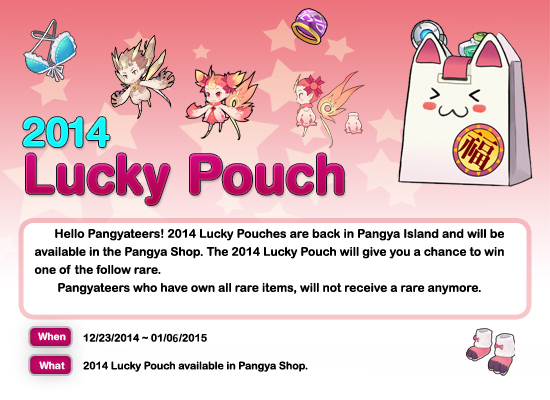 福
2014
Lucky Pouch
Hello Pangyateers! 2014 Lucky Pouches are back in Pangya Island and will be
available in the Pangya Shop. The 2014 Lucky Pouch will give you a chance to win
one of the follow rare.
Pangyateers who have own all rare items, will not receive a rare anymore.
When 12/23/2014 ~ 01/06/2015
What 2014 Lucky Pouch available in Pangya Shop.